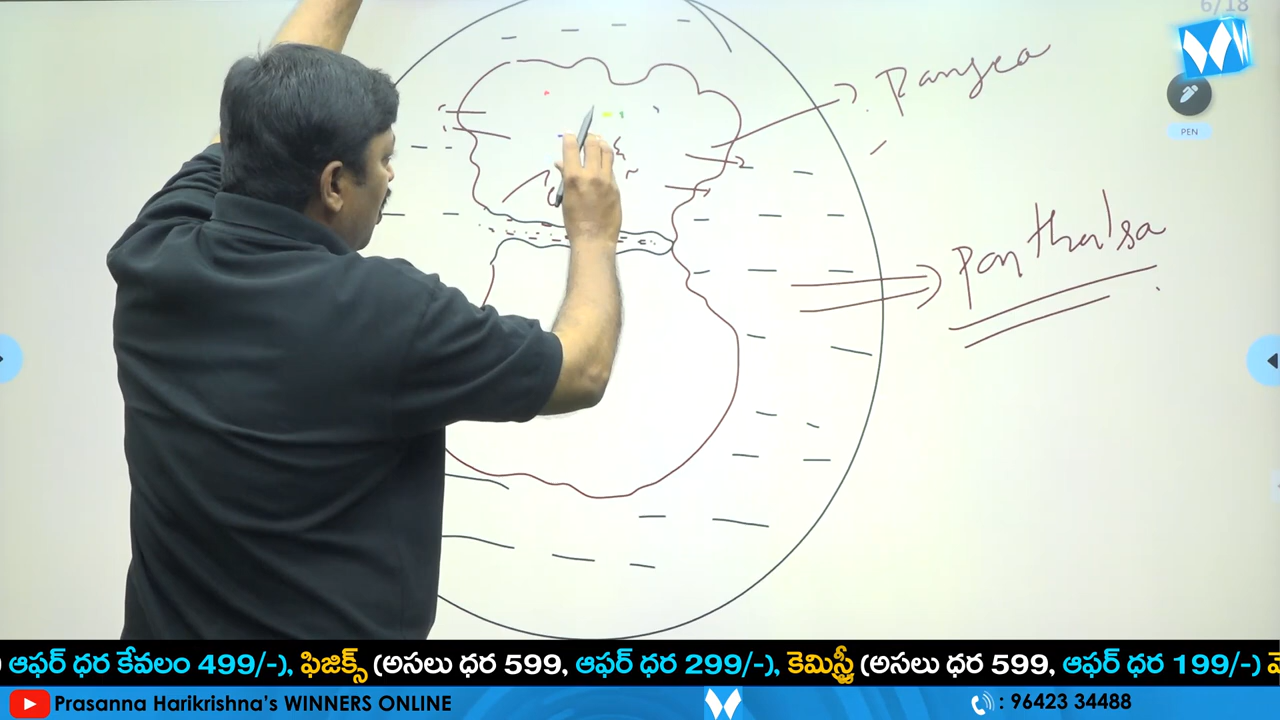 6/18
Pangea
PEN
Panthalsa
ఆఫర్ ధర కేవలం 499/-), ఫిజిక్స్ (అసలు ధర 599, ఆఫర్ ధర 299/-), కెమిస్ట్రీ (అసలు ధర 599, ఆఫర్ ధర 199/-)
Prasanna Harikrishna's WINNERS ONLINE
: 96423 34488